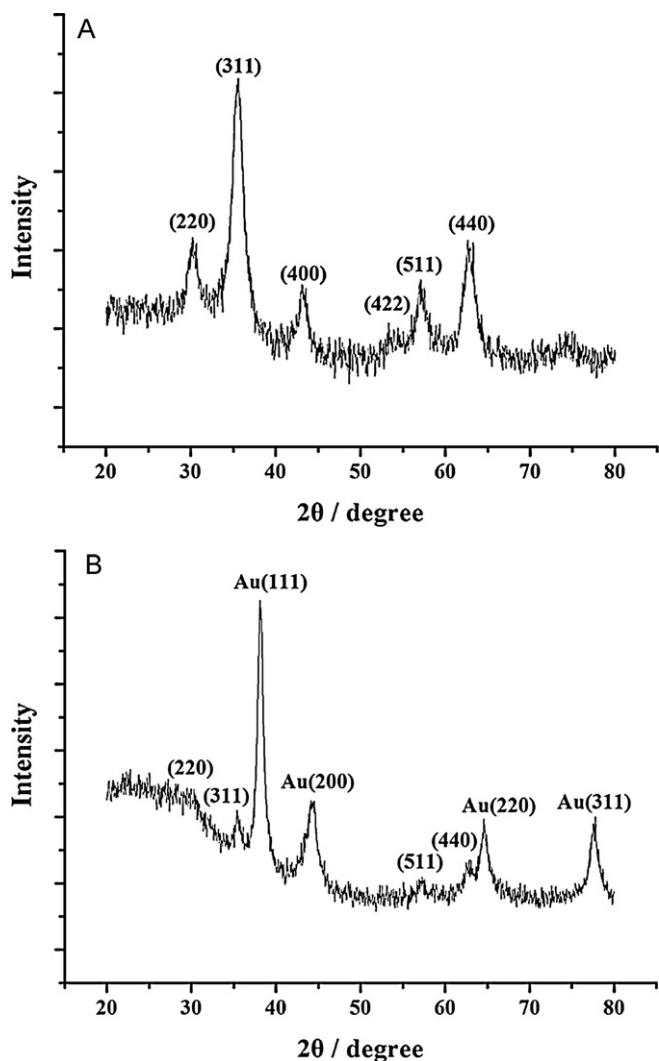 A
(311)
(220)
(440)
(400)
(511)
(422)
Intensity
20 30 40 50 60 70 80
2θ / degree
B
Au(111)
(220)
(311)
Au(200)
Au(220)
Au(311)
(440)
(511)
Intensity
20 30 40 50 60 70 80
2θ / degree